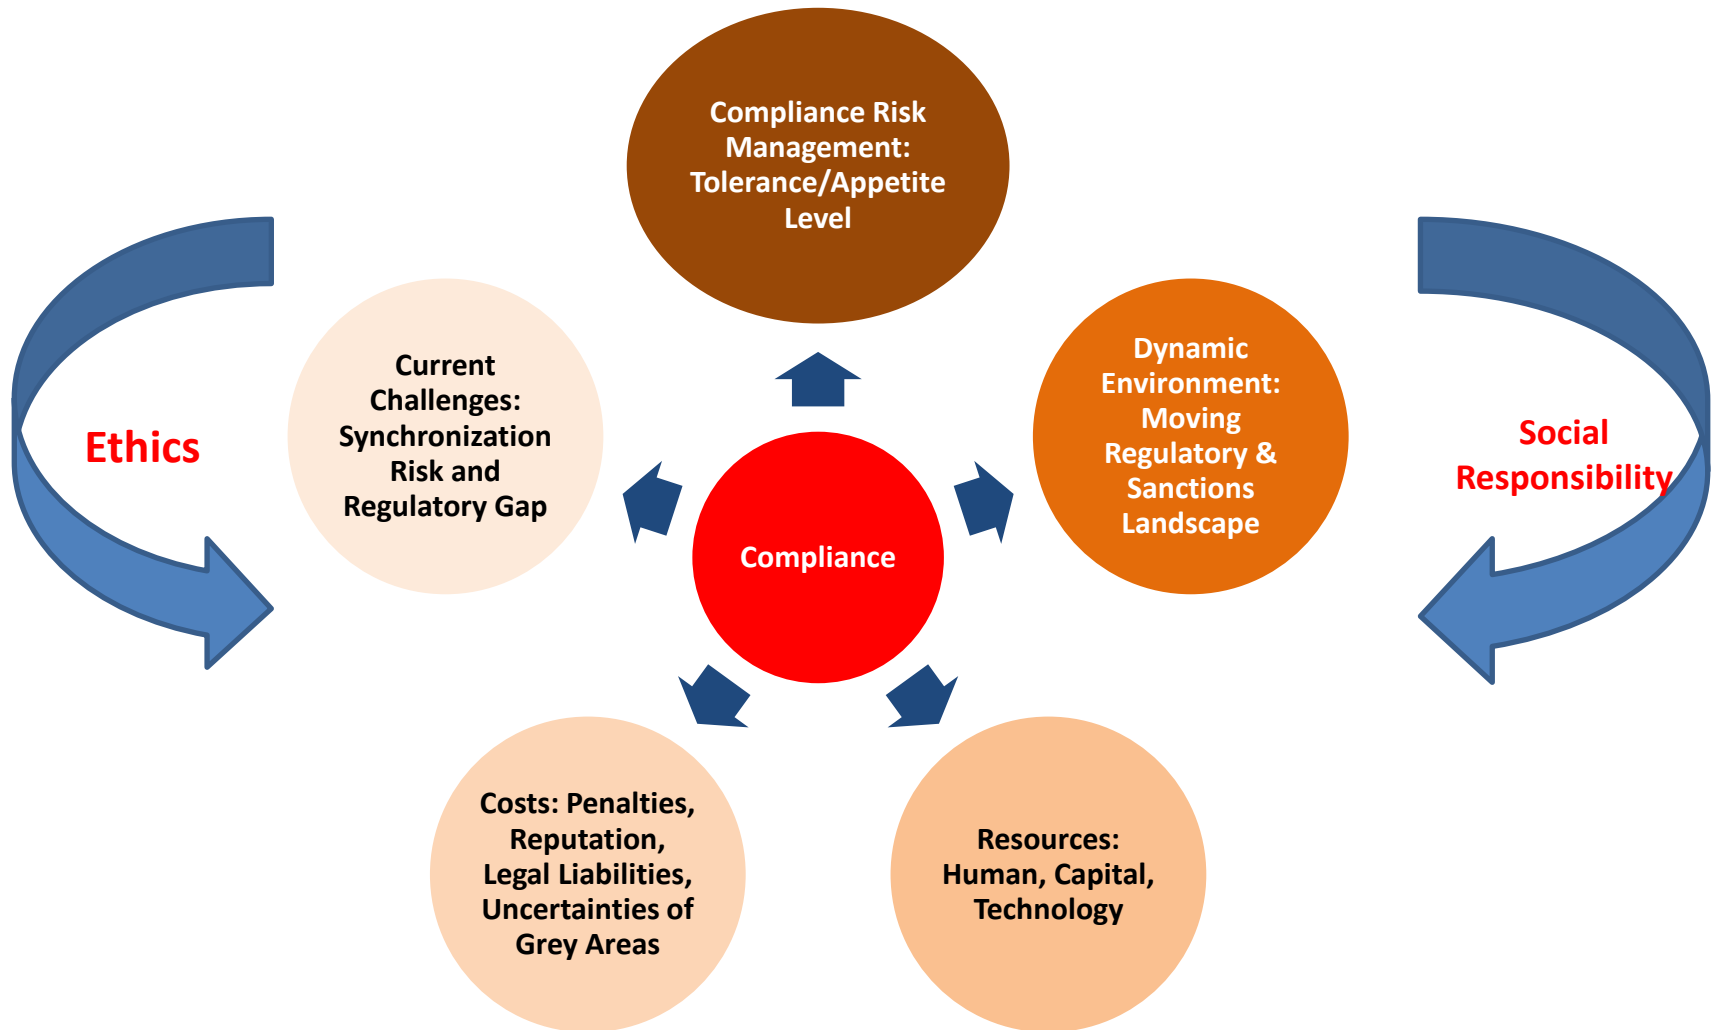 Compliance Risk
Management:
Tolerance/Appetite
Level
Current
Challenges:
Synchronization
Risk and
Regulatory Gap
Dynamic
Environment:
Moving
Regulatory &
Sanctions
Landscape
Ethics
Social
Responsibility
Compliance
Costs: Penalties,
Reputation,
Legal Liabilities,
Uncertainties of
Grey Areas
Resources:
Human, Capital,
Technology